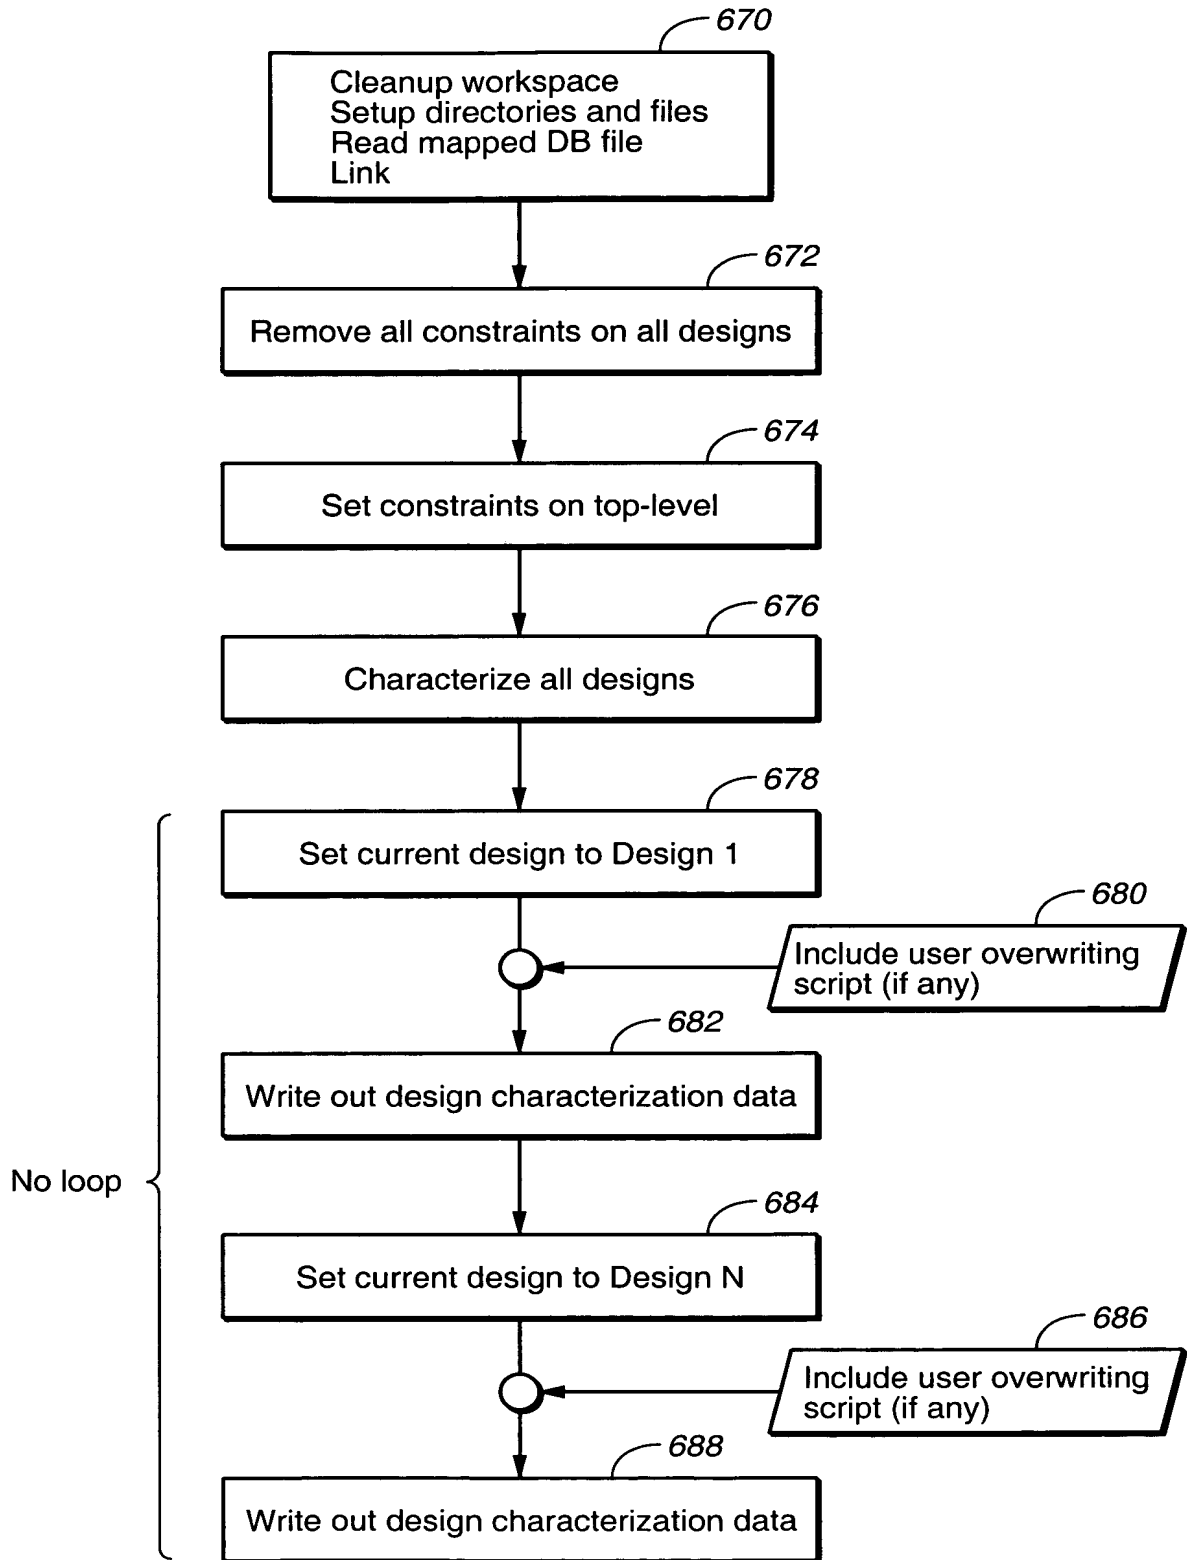 670
Cleanup workspace
Setup directories and files
Read mapped DB file
Link
672
Remove all constraints on all designs
674
Set constraints on top-level
676
Characterize all designs
678
Set current design to Design 1
680
Include user overwriting
script (if any)
682
Write out design characterization data
No loop
684
Set current design to Design N
686
Include user overwriting
script (if any)
688
Write out design characterization data